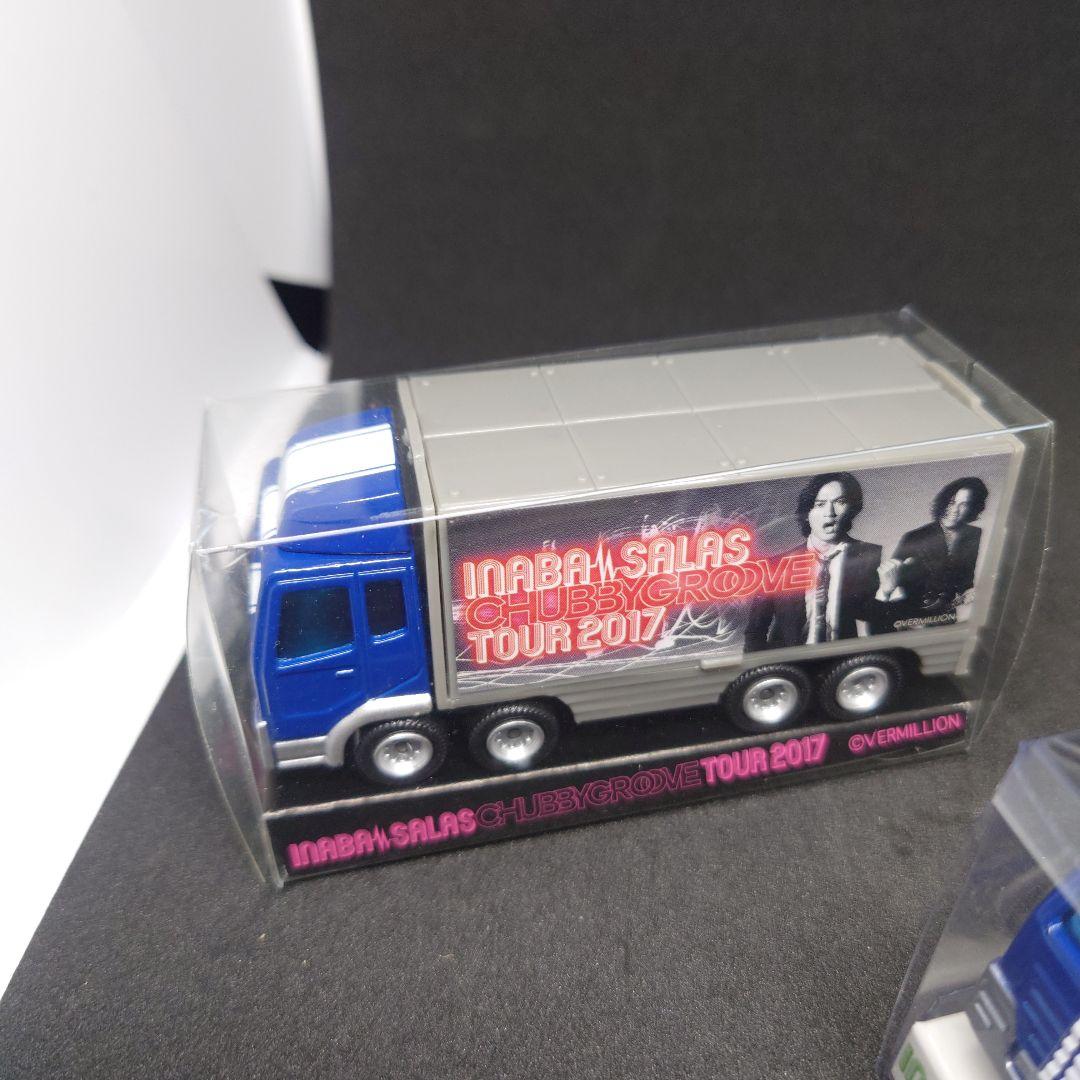 INABA SALAS
CHUBBYGROOVE
TOUR 2017
©VERMILLION
INABA SALAS CHUBBYGROOVE TOUR 2017 ©VERMILLION